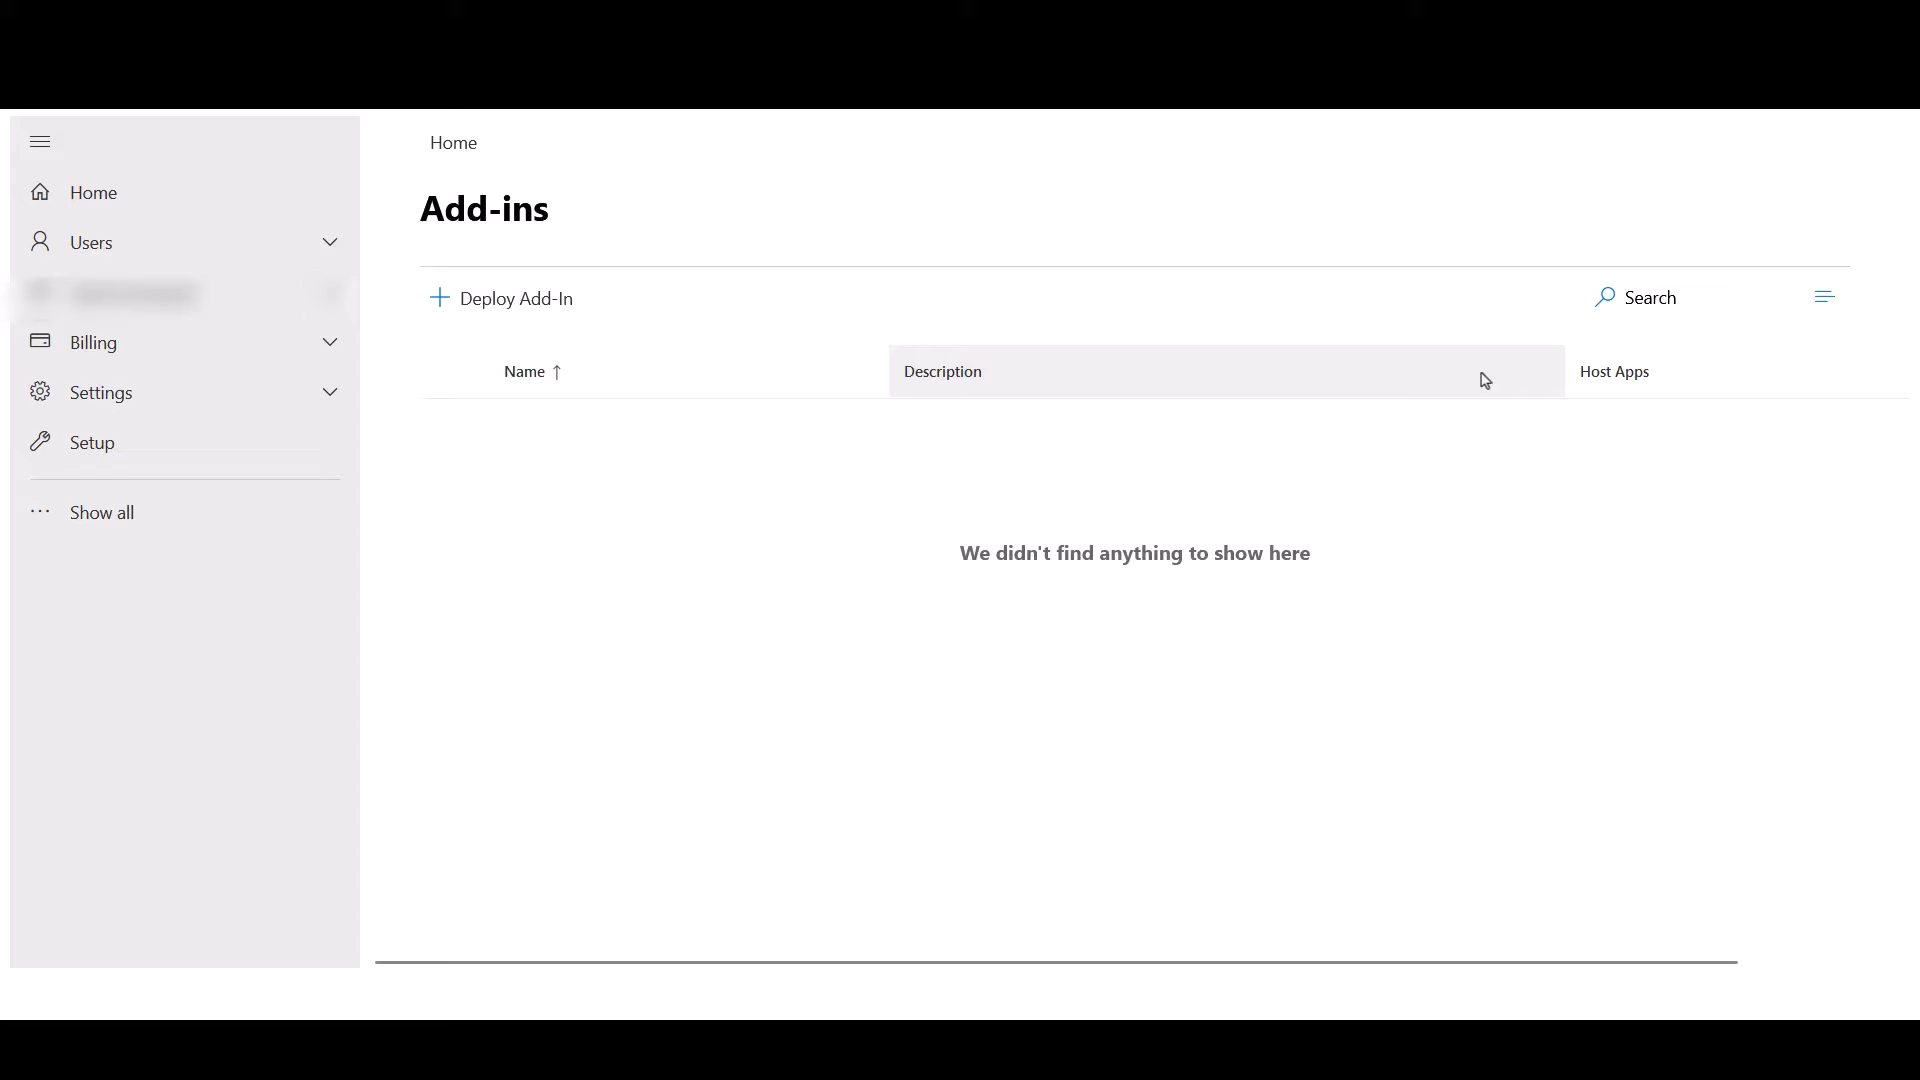 Home
Users
Billing
Settings
Setup
Show all
Home
Add-ins
Deploy Add-In
Search
Name
Description
Host Apps
We didn't find anything to show here